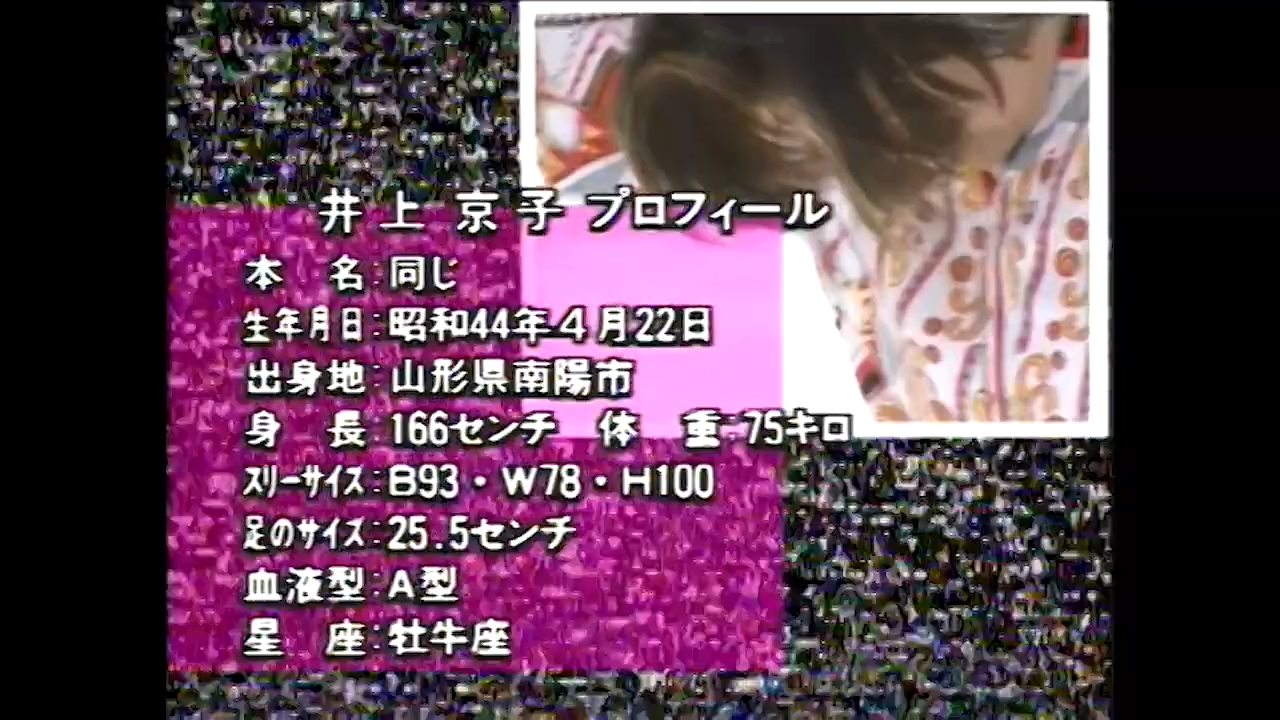 井上京子 プロフィール
本　名：同じ
生年月日：昭和44年4月22日
出身地：山形県南陽市
身　長：166センチ　体　重：75キロ
スリーサイズ：B93・W78・H100
足のサイズ：25.5センチ
血液型：A型
星　座：牡牛座